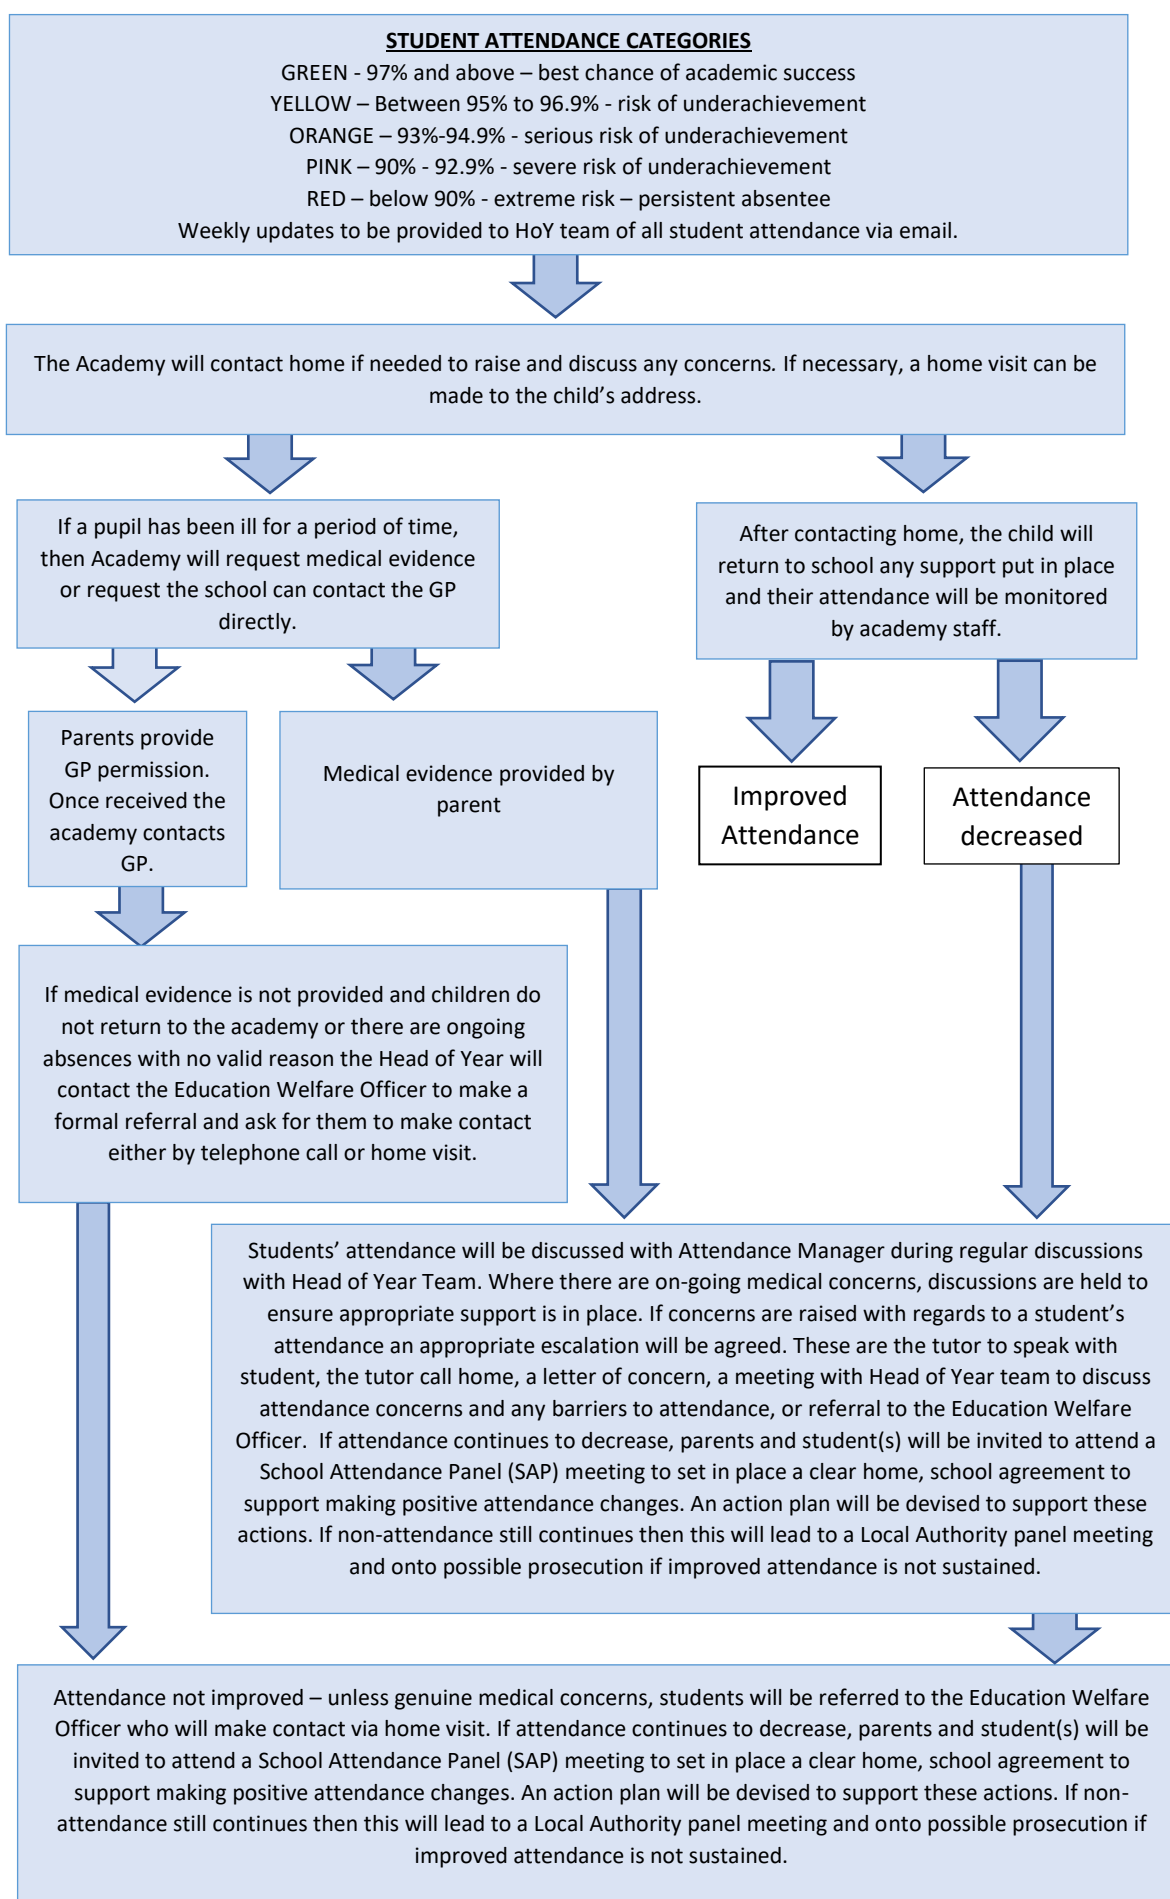 STUDENT ATTENDANCE CATEGORIES
GREEN - 97% and above – best chance of academic success
YELLOW – Between 95% to 96.9% - risk of underachievement
ORANGE – 93%-94.9% - serious risk of underachievement
PINK – 90% - 92.9% - severe risk of underachievement
RED – below 90% - extreme risk – persistent absentee
Weekly updates to be provided to HoY team of all student attendance via email.
The Academy will contact home if needed to raise and discuss any concerns. If necessary, a home visit can be
made to the child’s address.
If a pupil has been ill for a period of time,
then Academy will request medical evidence
or request the school can contact the GP
directly.
After contacting home, the child will
return to school any support put in place
and their attendance will be monitored
by academy staff.
Parents provide
GP permission.
Once received the
academy contacts
GP.
Medical evidence provided by
parent
Improved
Attendance
Attendance
decreased
If medical evidence is not provided and children do
not return to the academy or there are ongoing
absences with no valid reason the Head of Year will
contact the Education Welfare Officer to make a
formal referral and ask for them to make contact
either by telephone call or home visit.
Students’ attendance will be discussed with Attendance Manager during regular discussions
with Head of Year Team. Where there are on-going medical concerns, discussions are held to
ensure appropriate support is in place. If concerns are raised with regards to a student’s
attendance an appropriate escalation will be agreed. These are the tutor to speak with
student, the tutor call home, a letter of concern, a meeting with Head of Year team to discuss
attendance concerns and any barriers to attendance, or referral to the Education Welfare
Officer.  If attendance continues to decrease, parents and student(s) will be invited to attend a
School Attendance Panel (SAP) meeting to set in place a clear home, school agreement to
support making positive attendance changes. An action plan will be devised to support these
actions. If non-attendance still continues then this will lead to a Local Authority panel meeting
and onto possible prosecution if improved attendance is not sustained.
Attendance not improved – unless genuine medical concerns, students will be referred to the Education Welfare
Officer who will make contact via home visit. If attendance continues to decrease, parents and student(s) will be
invited to attend a School Attendance Panel (SAP) meeting to set in place a clear home, school agreement to
support making positive attendance changes. An action plan will be devised to support these actions. If non-
attendance still continues then this will lead to a Local Authority panel meeting and onto possible prosecution if
improved attendance is not sustained.